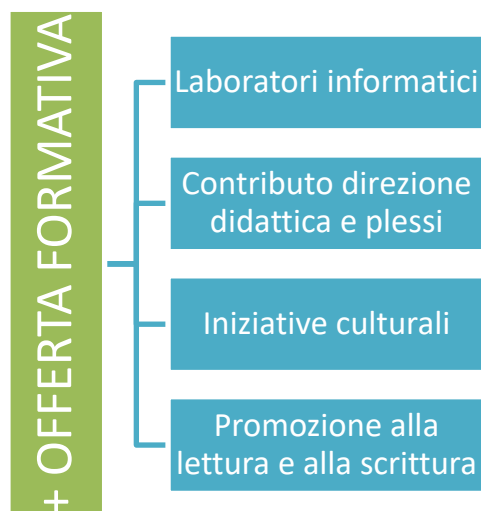 + OFFERTA FORMATIVA
Laboratori informatici
Contributo direzione
didattica e plessi
Iniziative culturali
Promozione alla
lettura e alla scrittura